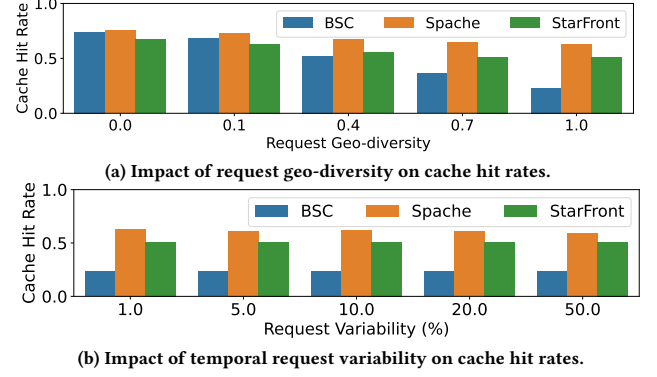 1.0
0.5
0.0
Cache Hit Rate
BSC Spache StarFront
0.0 0.1 0.4 0.7 1.0
Request Geo-diversity
(a) Impact of request geo-diversity on cache hit rates.
1.0
0.5
0.0
Cache Hit Rate
BSC Spache StarFront
1.0 5.0 10.0 20.0 50.0
Request Variability (%)
(b) Impact of temporal request variability on cache hit rates.